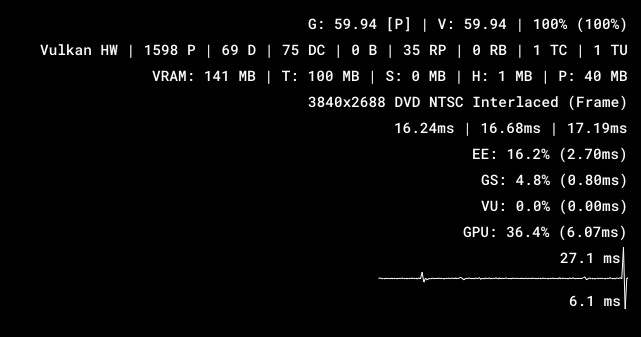 G: 59.94 [P] | V: 59.94 | 100% (100%)
Vulkan HW | 1598 P | 69 D | 75 DC | 0 B | 35 RP | 0 RB | 1 TC | 1 TU
VRAM: 141 MB | T: 100 MB | S: 0 MB | H: 1 MB | P: 40 MB
3840x2688 DVD NTSC Interlaced (Frame)
16.24ms | 16.68ms | 17.19ms
EE: 16.2% (2.70ms)
GS: 4.8% (0.80ms)
VU: 0.0% (0.00ms)
GPU: 36.4% (6.07ms)
27.1 ms
6.1 ms